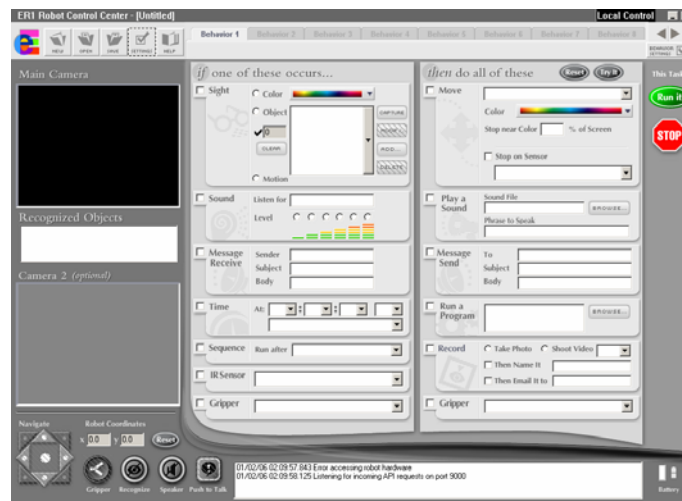 ER1 Robot Control Center - [Untitled]
Local Control
NEW OPEN SAVE SETTINGS HELP
Behavior 1 Behavior 2 Behavior 3 Behavior 4 Behavior 5 Behavior 6 Behavior 7 Behavior 8
BEHAVIOR SETTINGS
Main Camera
if one of these occurs...
then do all of these
Reset Try It
This Task
Run it
STOP
Sight
Color
Object
CAPTURE
0
CLEAR
ADD...
DELETE
Motion
Move
Color
Stop near Color % of Screen
Stop on Sensor
Recognized Objects
Sound
Listen for
Level
Play a Sound
Sound File
BROWSE...
Phrase to Speak
Camera 2 (optional)
Message Receive
Sender
Subject
Body
Message Send
To
Subject
Body
Time
At: : :
Run a Program
BROWSE...
Sequence
Run after
Record
Take Photo Shoot Video
Then Name It
Then Email It to
IRSensor
Gripper
Gripper
Navigate
Robot Coordinates
x 0.0 y 0.0 Reset
Gripper Recognize Speaker Push to Talk
01/02/06 02:09:57.843 Error accessing robot hardware
01/02/06 02:09:58.125 Listening for incoming API requests on port 9000
Battery